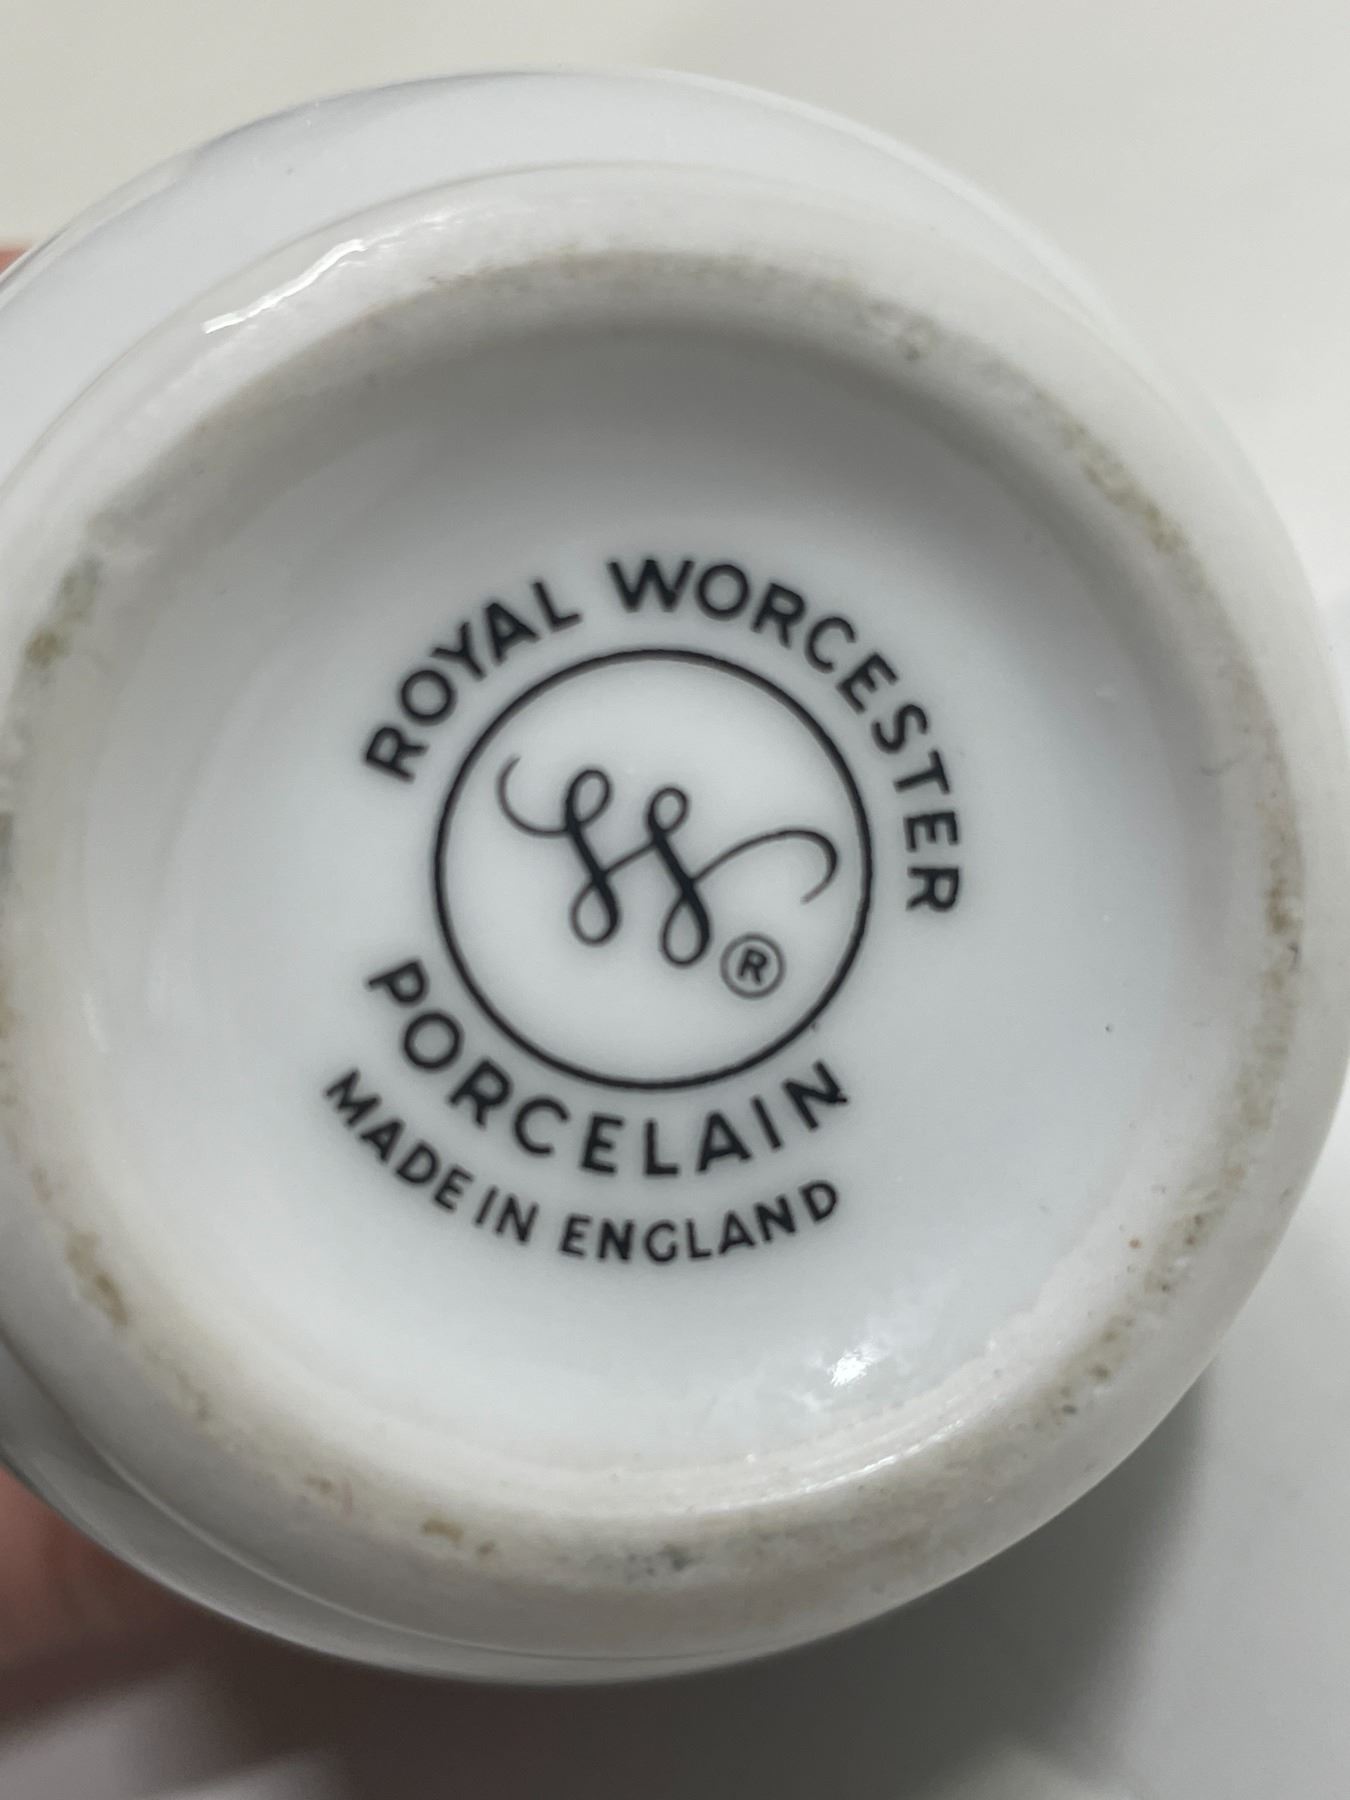 ROYAL WORCESTER
W®
PORCELAIN
MADE IN ENGLAND